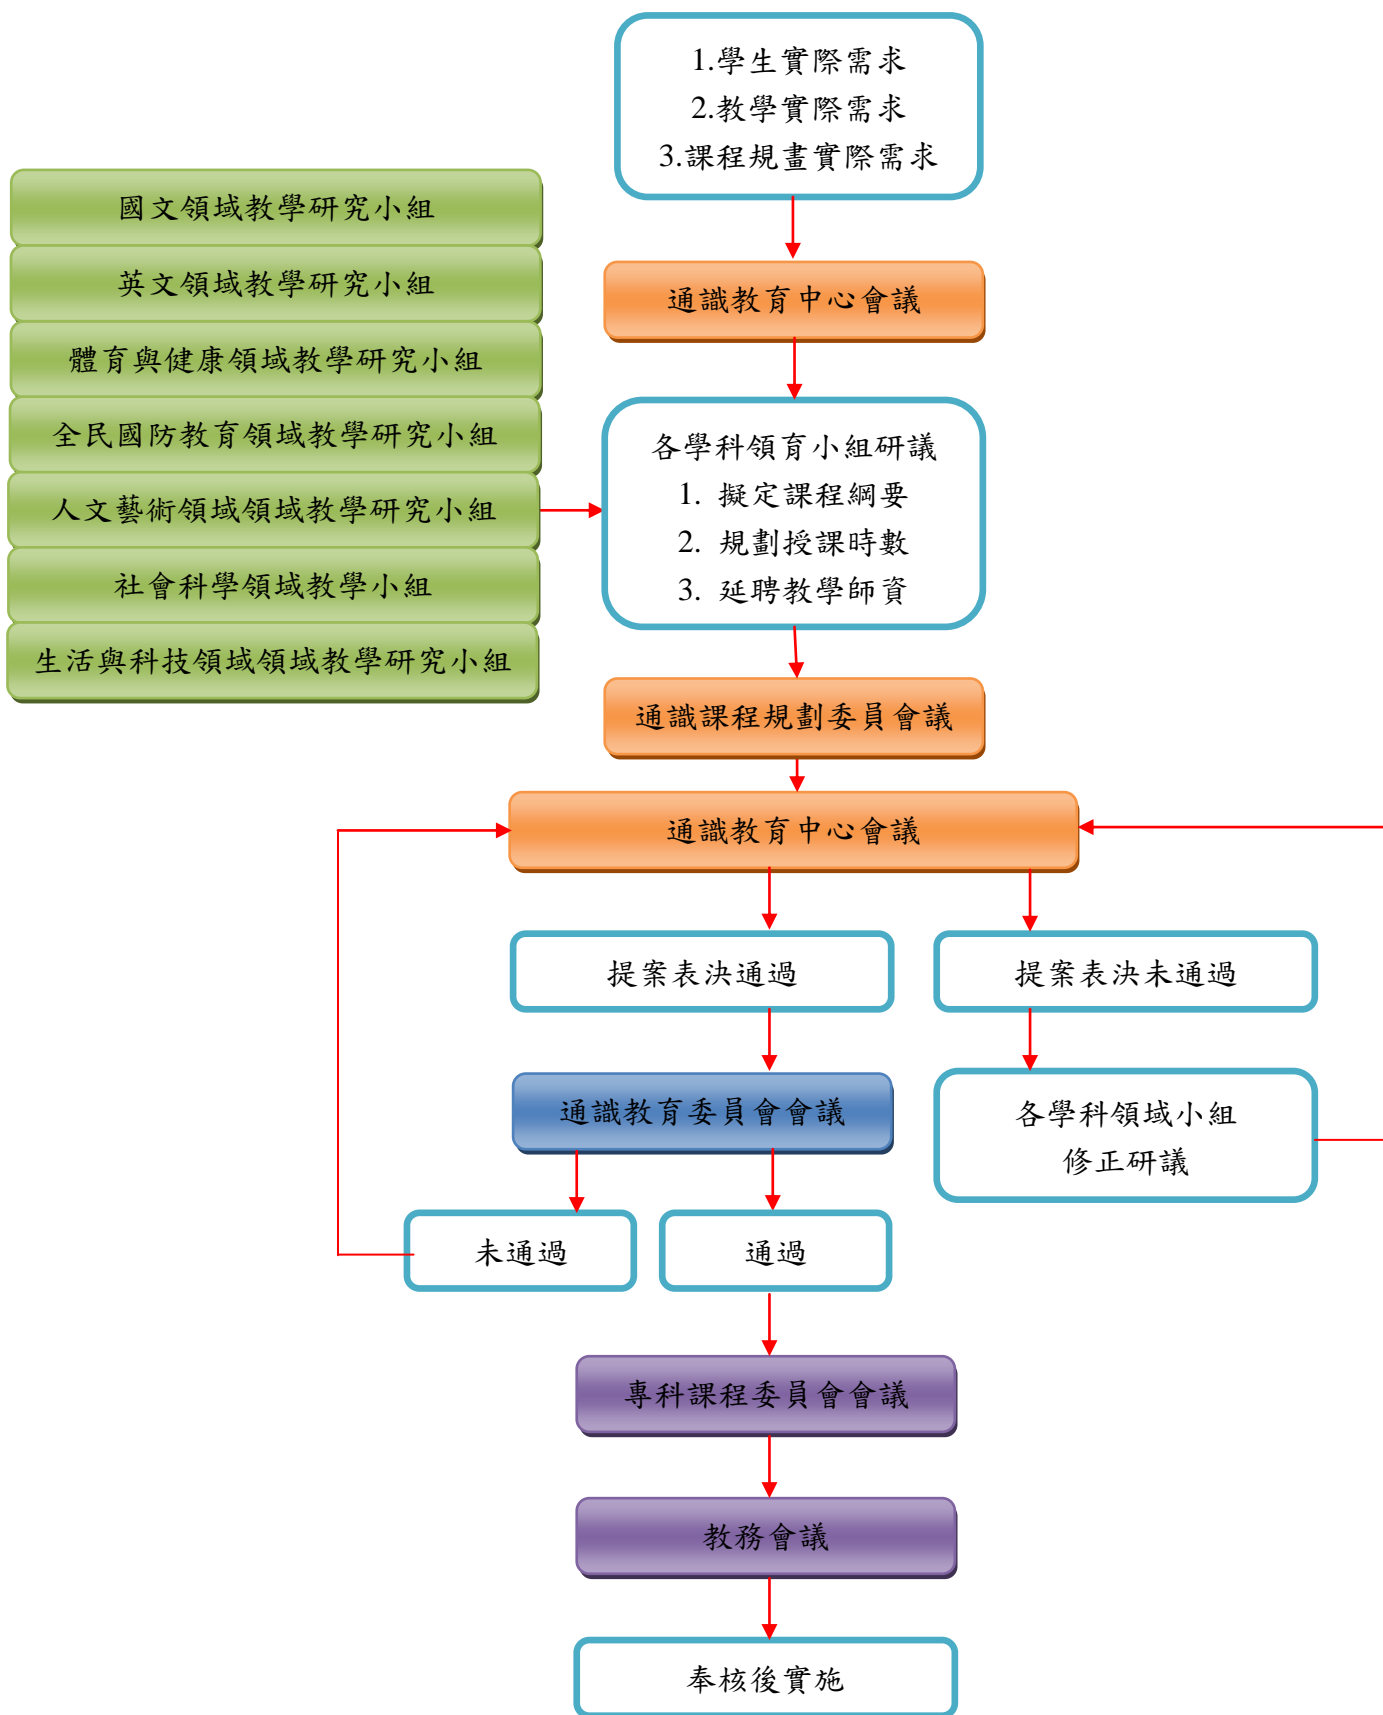 1.學生實際需求
2.教學實際需求
3.課程規畫實際需求
國文領域教學研究小組
英文領域教學研究小組
體育與健康領域教學研究小組
全民國防教育領域教學研究小組
人文藝術領域領域教學研究小組
社會科學領域教學小組
生活與科技領域領域教學研究小組
通識教育中心會議
各學科領育小組研議
1. 擬定課程綱要
2. 規劃授課時數
3. 延聘教學師資
通識課程規劃委員會議
通識教育中心會議
提案表決通過
提案表決未通過
通識教育委員會會議
各學科領域小組
修正研議
未通過
通過
專科課程委員會會議
教務會議
奉核後實施